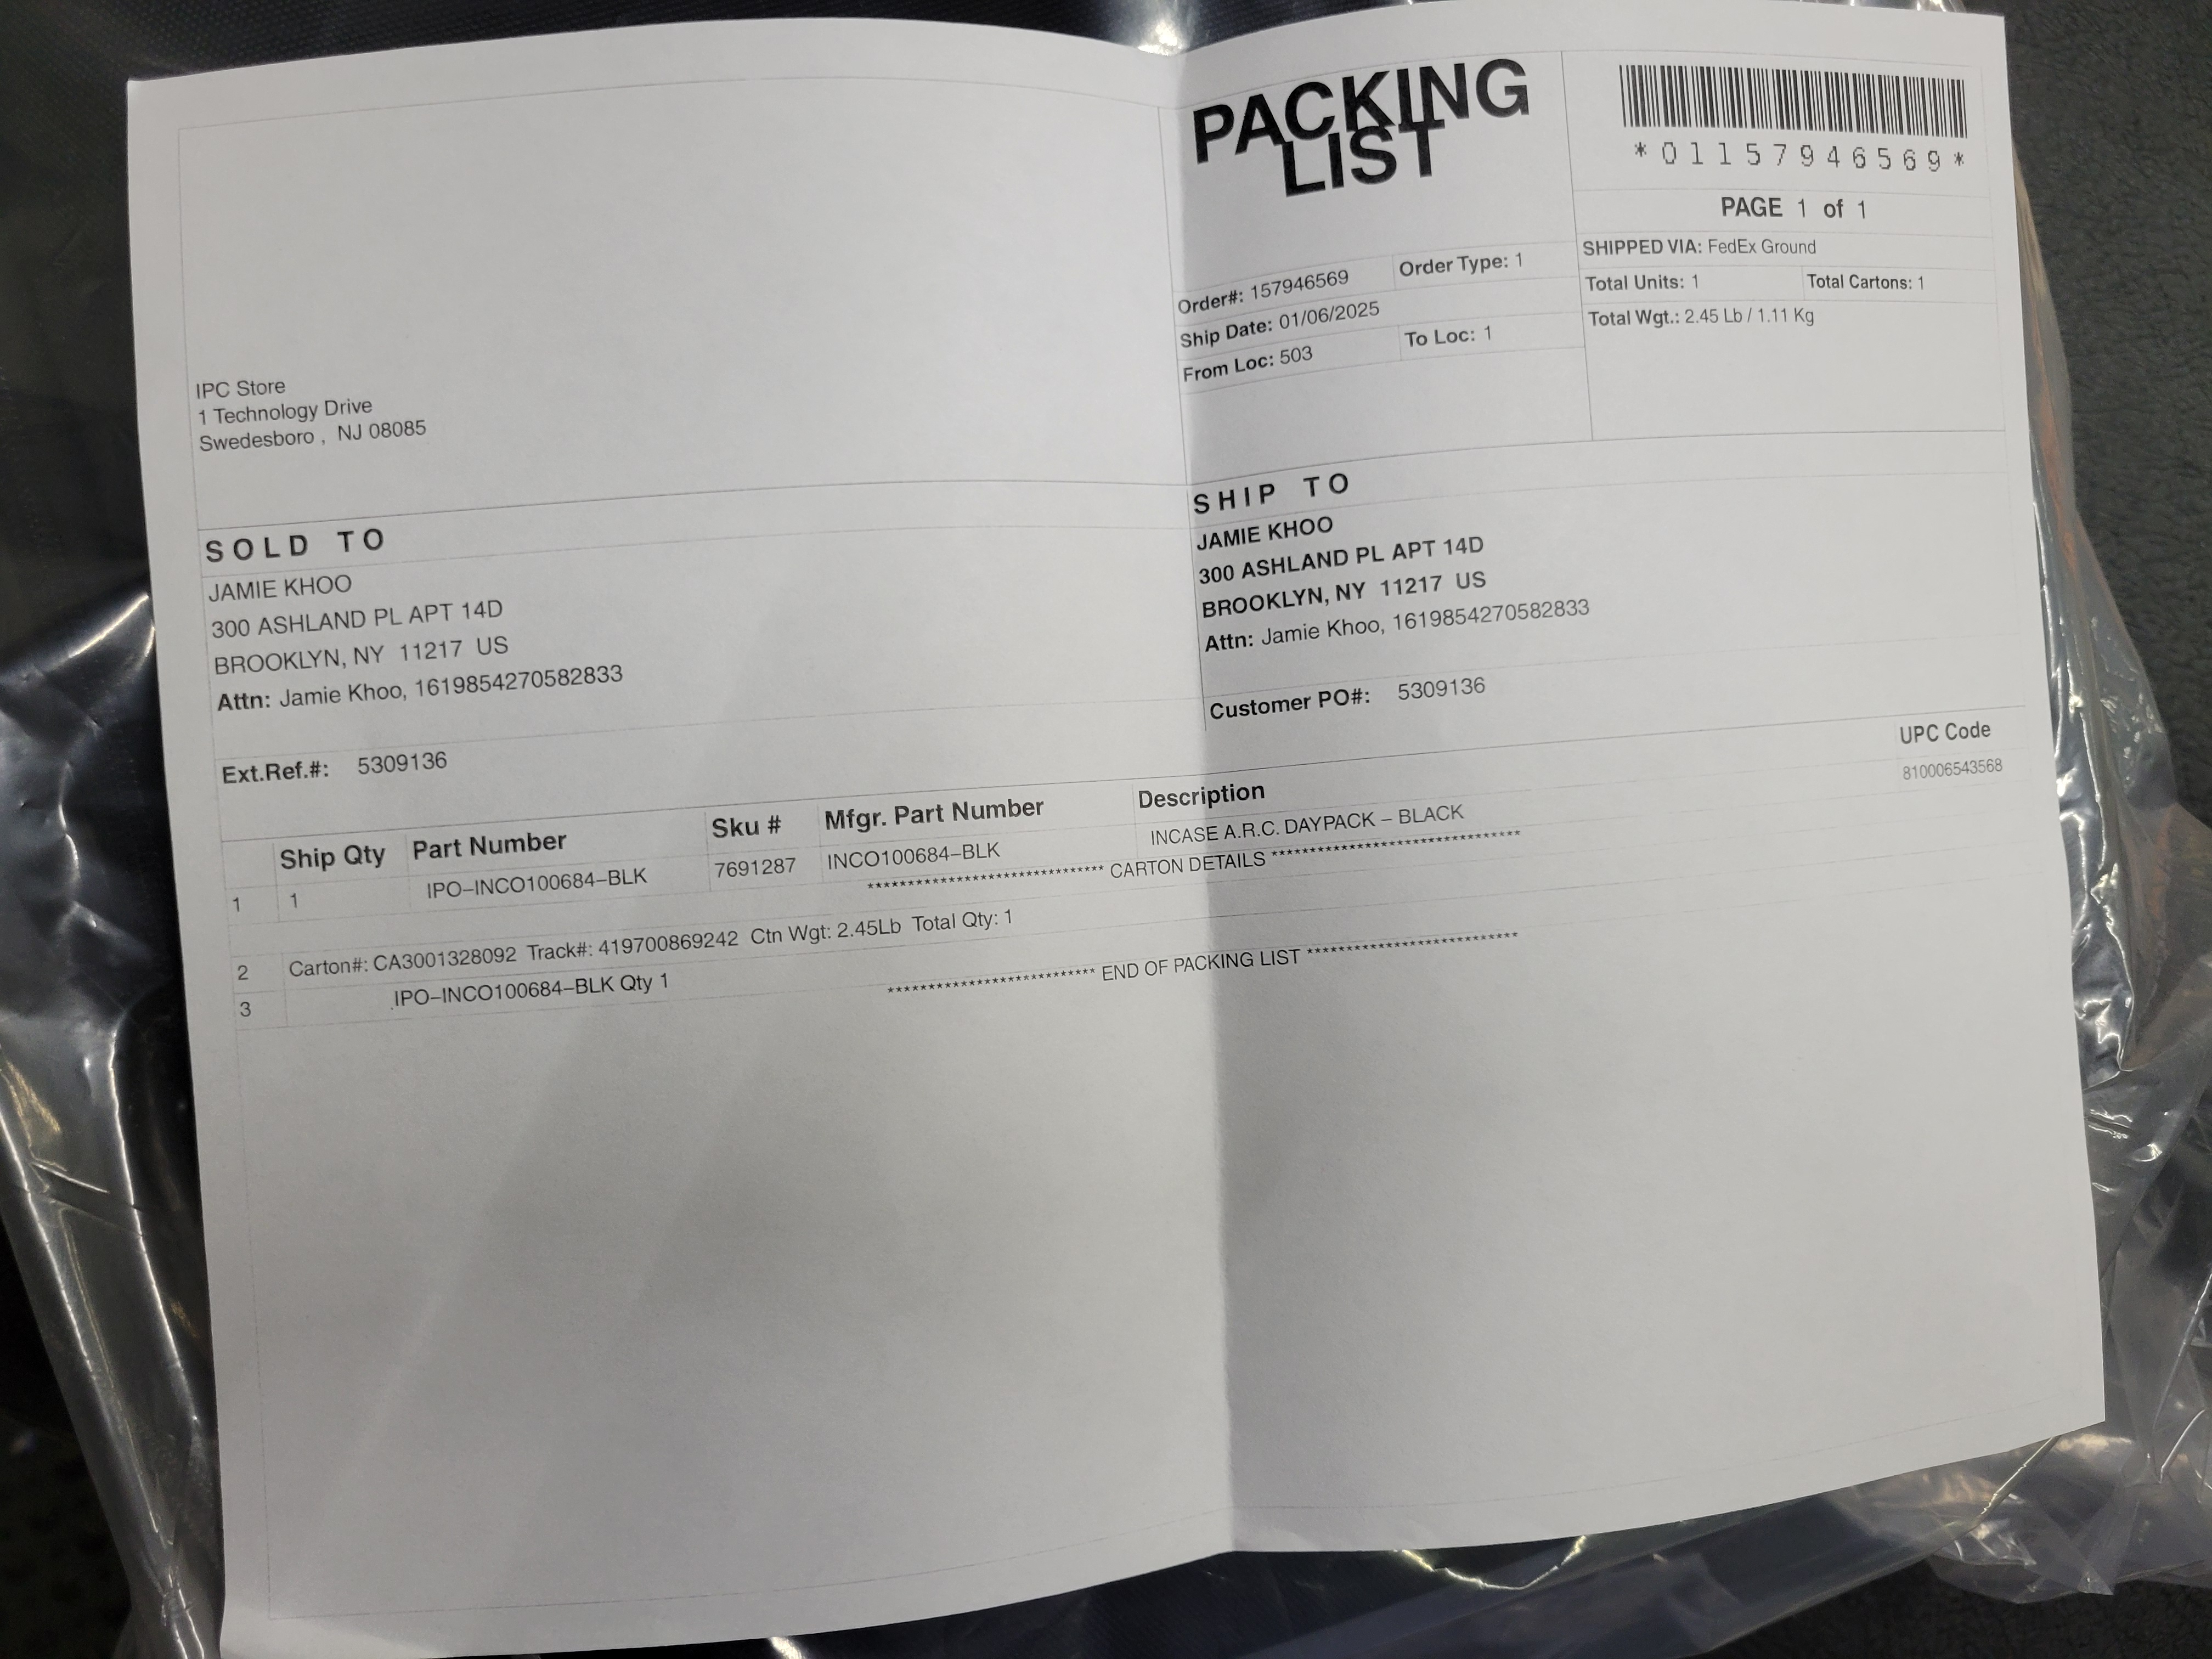 PACKING
LIST
*01157946569*
PAGE 1 of 1
Order#: 157946569 Order Type: 1
Ship Date: 01/06/2025
From Loc: 503 To Loc: 1
SHIPPED VIA: FedEx Ground
Total Units: 1 Total Cartons: 1
Total Wgt.: 2.45 Lb / 1.11 Kg
IPC Store
1 Technology Drive
Swedesboro , NJ 08085
SOLD TO
JAMIE KHOO
300 ASHLAND PL APT 14D
BROOKLYN, NY 11217 US
Attn: Jamie Khoo, 1619854270582833
Ext.Ref.#: 5309136
SHIP TO
JAMIE KHOO
300 ASHLAND PL APT 14D
BROOKLYN, NY 11217 US
Attn: Jamie Khoo, 1619854270582833
Customer PO#: 5309136
Ship Qty Part Number Sku # Mfgr. Part Number Description UPC Code
1 1 IPO–INCO100684–BLK 7691287 INCO100684–BLK INCASE A.R.C. DAYPACK – BLACK 810006543568
***************************** CARTON DETAILS ******************************
2 Carton#: CA3001328092 Track#: 419700869242 Ctn Wgt: 2.45Lb Total Qty: 1
3 IPO–INCO100684–BLK Qty 1
************************** END OF PACKING LIST **************************